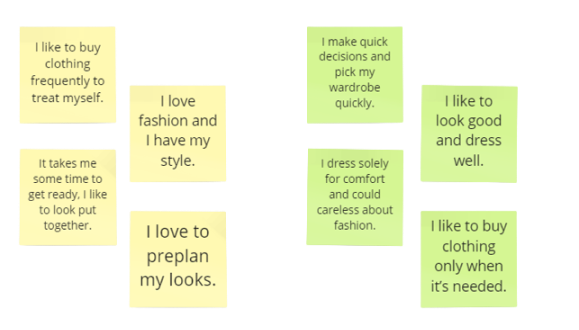 I like to buy
clothing
frequently to
treat myself.
I love
fashion and
I have my
style.
It takes me
some time to
get ready, I like
to look put
together.
I love to
preplan
my looks.
I make quick
decisions and
pick my
wardrobe
quickly.
I like to
look good
and dress
well.
I dress solely
for comfort
and could
careless about
fashion.
I like to buy
clothing
only when
it's needed.